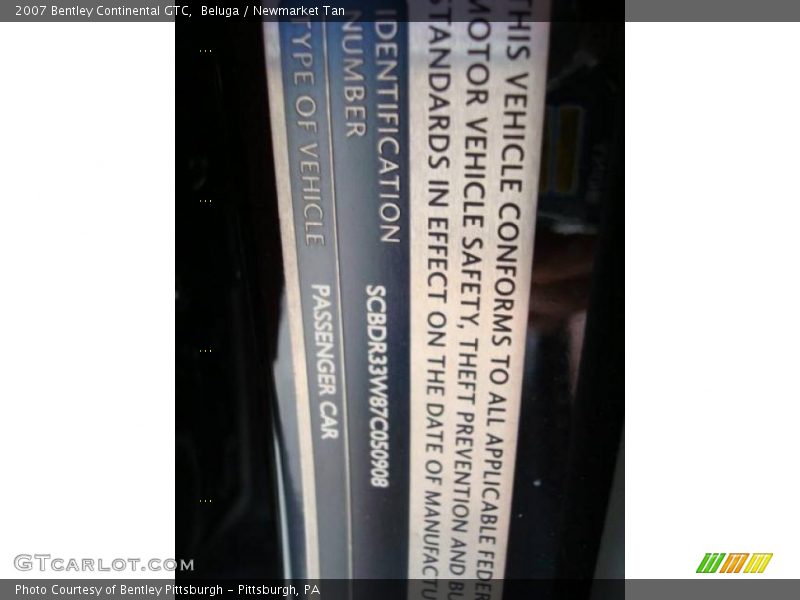 2007 Bentley Continental GTC, Beluga / Newmarket Tan
THIS VEHICLE CONFORMS TO ALL APPLICABLE FEDER
MOTOR VEHICLE SAFETY, THEFT PREVENTION AND BU
STANDARDS IN EFFECT ON THE DATE OF MANUFACTU
IDENTIFICATION
NUMBER
SCBDR33W87C050908
TYPE OF VEHICLE
PASSENGER CAR
GTCARLOT.COM
Photo Courtesy of Bentley Pittsburgh – Pittsburgh, PA